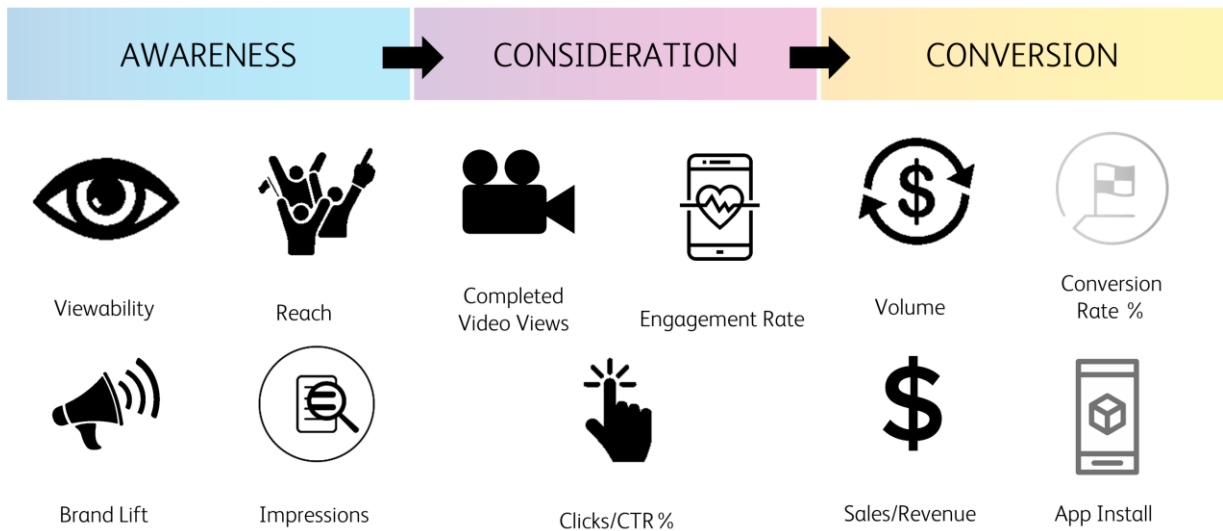 AWARENESS
CONSIDERATION
CONVERSION
Viewability
Reach
Completed
Video Views
Engagement Rate
$
Volume
Conversion
Rate %
Brand Lift
Impressions
Clicks/CTR %
$
Sales/Revenue
App Install